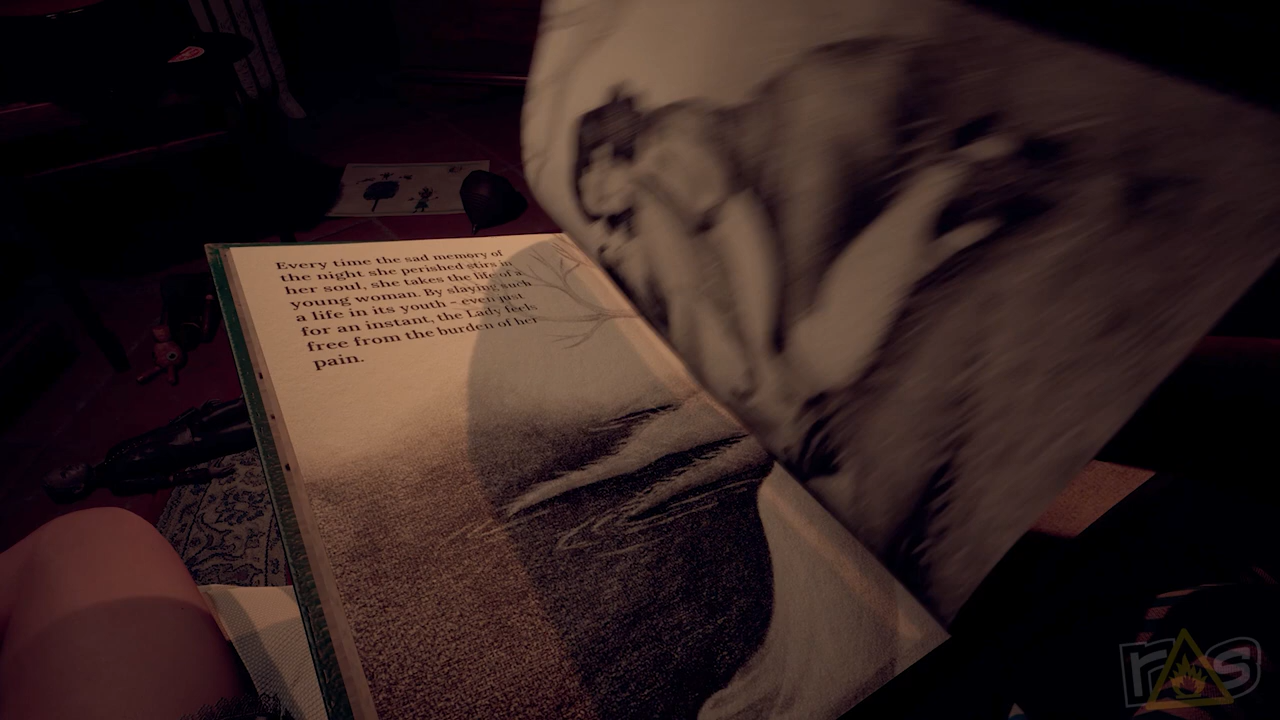 Every time the sad memory of
the night she perished stirs in
her soul, she takes the life of a
young woman. By slaying such
a life in its youth - even just
for an instant, the Lady feels
free from the burden of her
pain.
ras